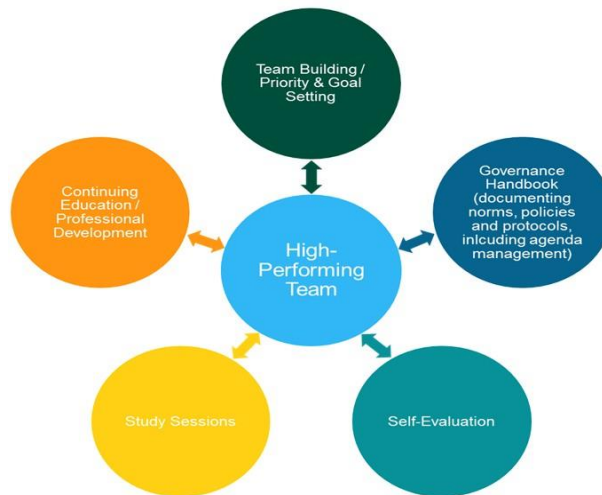 Team Building /
Priority & Goal
Setting
Continuing
Education /
Professional
Development
Governance
Handbook
(documenting
norms, policies
and protocols,
inlcuding agenda
management)
High-
Performing
Team
Study Sessions
Self-Evaluation